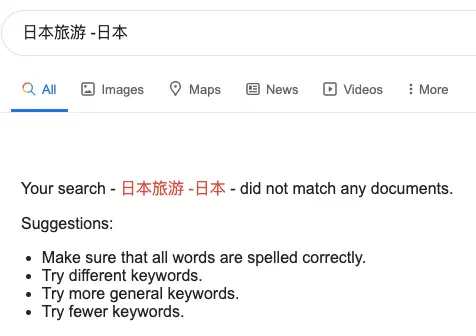 日本旅游 -日本
All Images Maps News Videos More
Your search - 日本旅游 -日本 - did not match any documents.
Suggestions:
Make sure that all words are spelled correctly.
Try different keywords.
Try more general keywords.
Try fewer keywords.